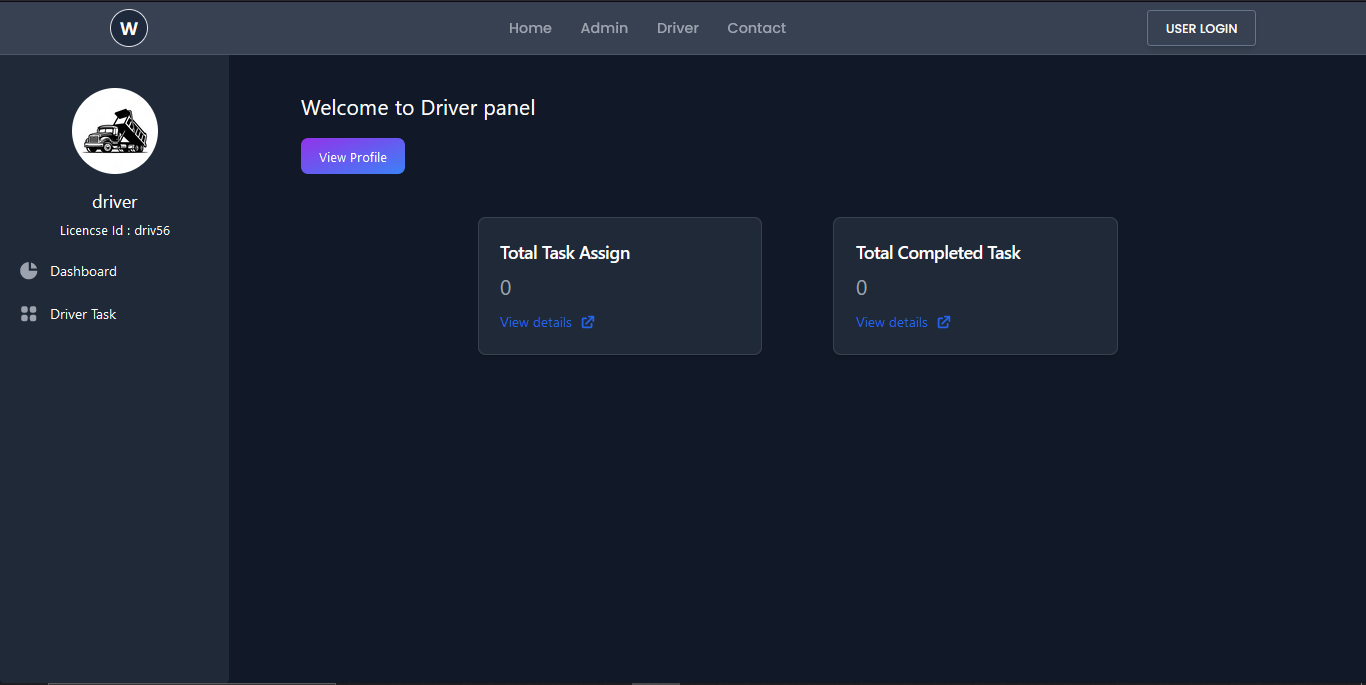 W
Home Admin Driver Contact
USER LOGIN
driver
Licencse Id : driv56
Dashboard
Driver Task
Welcome to Driver panel
View Profile
Total Task Assign
0
View details
Total Completed Task
0
View details